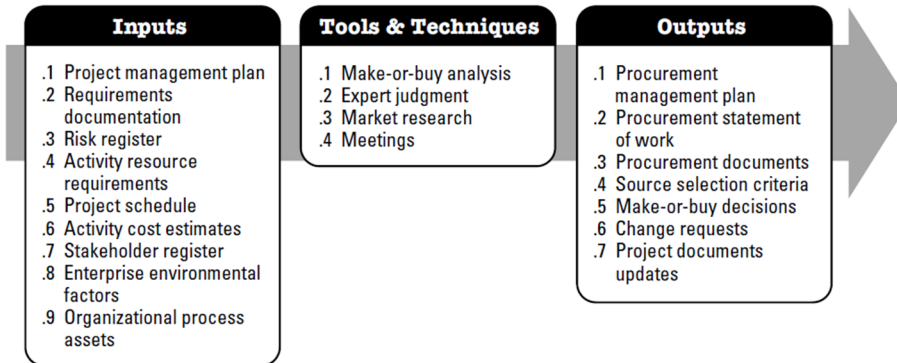 Inputs
.1 Project management plan
.2 Requirements
documentation
.3 Risk register
.4 Activity resource
requirements
.5 Project schedule
.6 Activity cost estimates
.7 Stakeholder register
.8 Enterprise environmental
factors
.9 Organizational process
assets
Tools & Techniques
.1 Make-or-buy analysis
.2 Expert judgment
.3 Market research
.4 Meetings
Outputs
.1 Procurement
management plan
.2 Procurement statement
of work
.3 Procurement documents
.4 Source selection criteria
.5 Make-or-buy decisions
.6 Change requests
.7 Project documents
updates